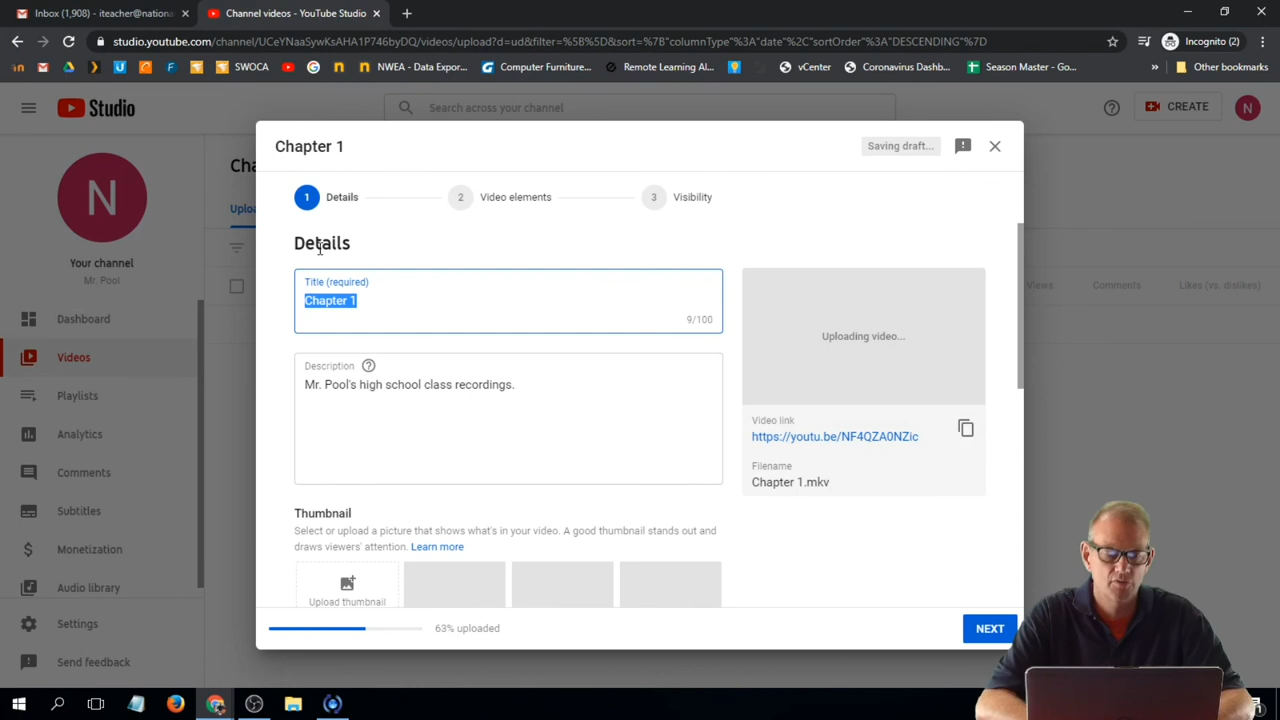 Inbox (1,908) - iteacher@nationa
Channel videos - YouTube Studio
studio.youtube.com/channel/UCeYNaaSywKsAHA1P746byDQ/videos/upload?d=ud&filter=%5B%5D&sort=%7B"columnType"%3A"date"%2C"sortOrder"%3A"DESCENDING"%7D
Incognito (2)
SWOCA
NWEA - Data Expor...
Computer Furniture...
Remote Learning Al...
vCenter
Coronavirus Dashb...
Season Master - Go...
»
Other bookmarks
Studio
Search across your channel
CREATE
N
N
Your channel
Mr. Pool
Dashboard
Videos
Playlists
Analytics
Comments
Subtitles
Monetization
Audio library
Settings
Send feedback
Cha
Uplo
Views
Comments
Likes (vs. dislikes)
Chapter 1
Saving draft...
1 Details
2 Video elements
3 Visibility
Details
Title (required)
Chapter 1
9/100
Description
Mr. Pool's high school class recordings.
Uploading video...
Video link
https://youtu.be/NF4QZA0NZic
Filename
Chapter 1.mkv
Thumbnail
Select or upload a picture that shows what's in your video. A good thumbnail stands out and
draws viewers' attention. Learn more
Upload thumbnail
63% uploaded
NEXT